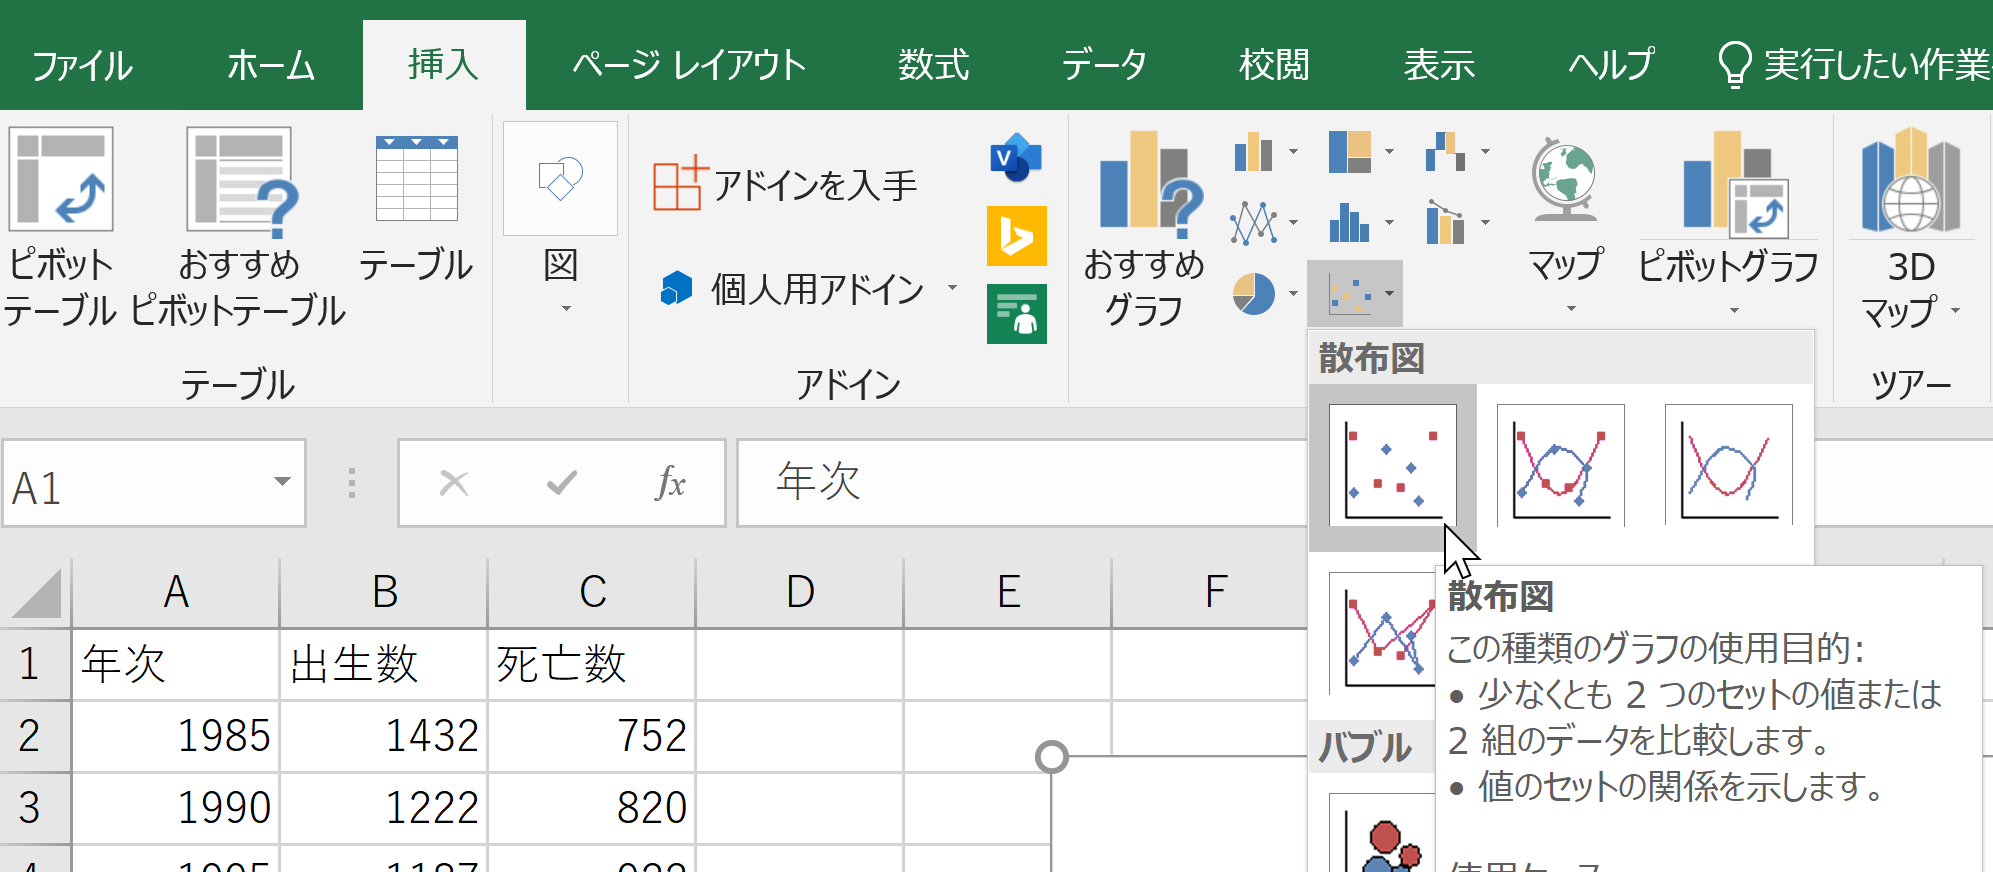 ファイル ホーム 挿入 ページ レイアウト 数式 データ 校閲 表示 ヘルプ 実行したい作業
ピボット
テーブル
おすすめ
ピボットテーブル
テーブル
テーブル
図
アドインを入手
個人用アドイン
アドイン
おすすめ
グラフ
マップ
ピボットグラフ
3D
マップ
ツアー
A1 fx 年次
散布図
バブル
散布図
この種類のグラフの使用目的:
• 少なくとも 2 つのセットの値または
2 組のデータを比較します。
• 値のセットの関係を示します。
A B C D E F
1 年次 出生数 死亡数
2 1985 1432 752
3 1990 1222 820